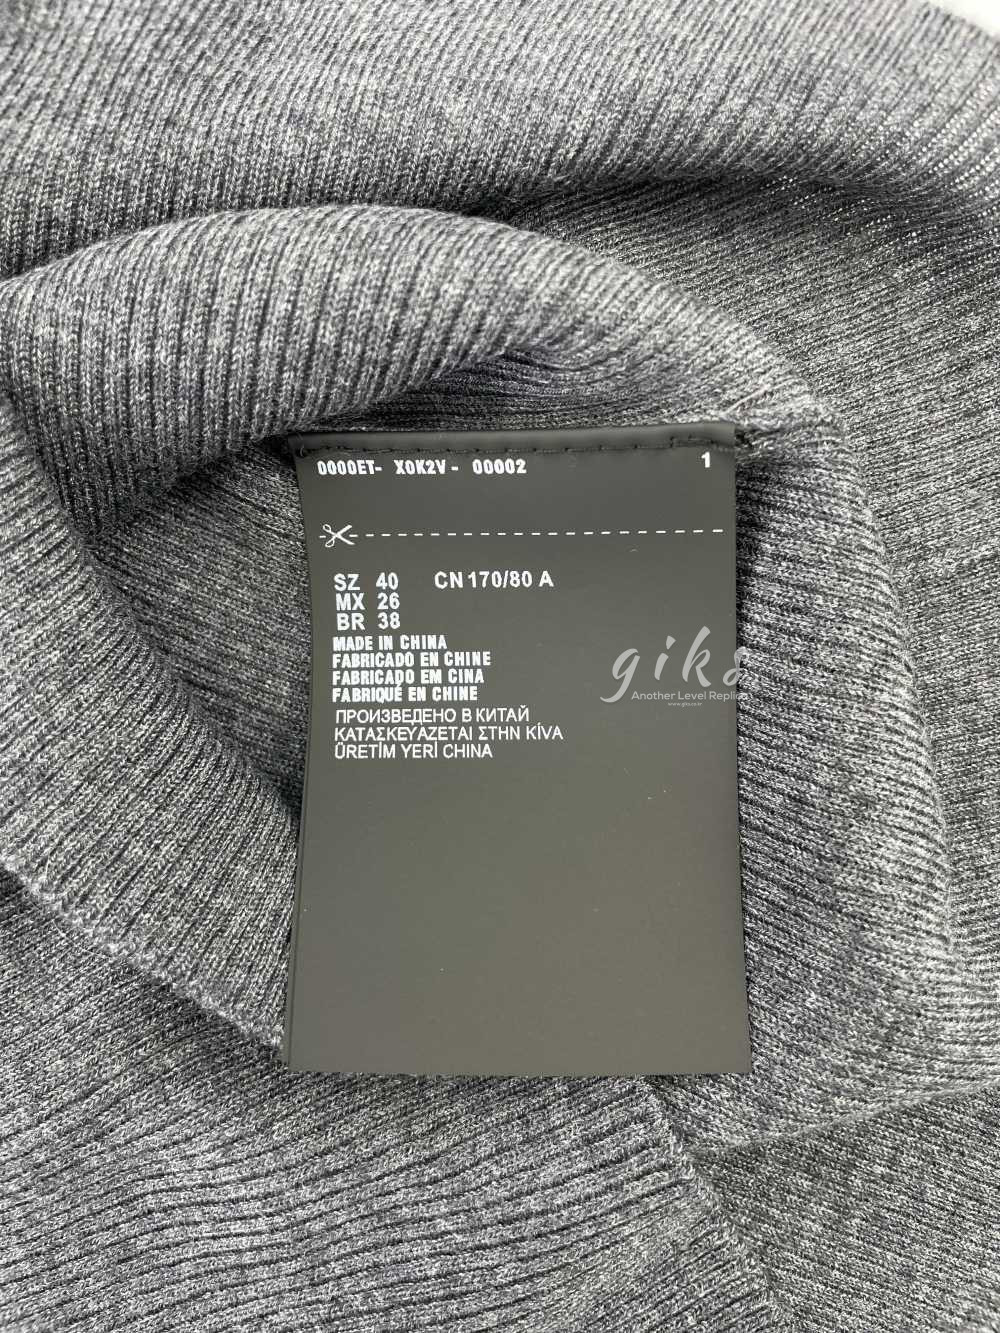 0000ET- X0K2V - 00002 1
SZ 40 CN 170/80 A
MX 26
BR 38
MADE IN CHINA
FABRICADO EN CHINE
FABRICADO EM CINA
FABRIQUÉ EN CHINE
ПРОИЗВЕДЕНО В КИТАЙ
ΚΑΤΑΣΚΕΥΑΖΕΤΑΙ ΣΤΗΝ ΚΊVΑ
ÜRETİM YERİ CHINA
giks
Another Level Replica